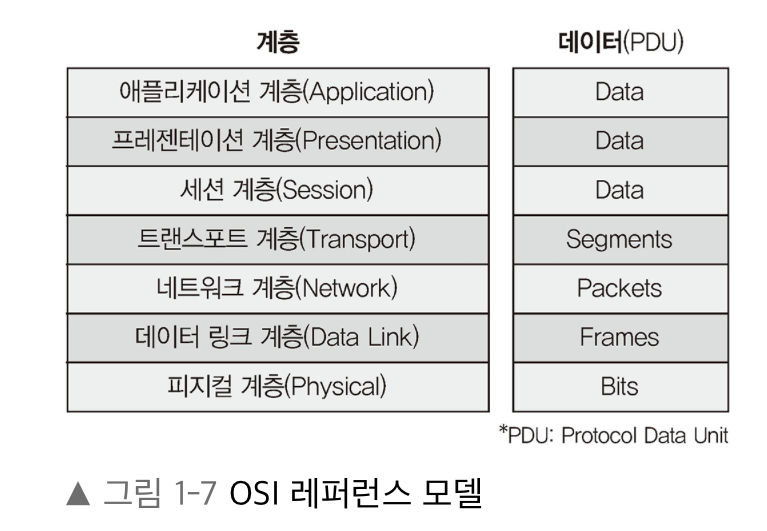 계층 데이터(PDU)
애플리케이션 계층(Application) Data
프레젠테이션 계층(Presentation) Data
세션 계층(Session) Data
트랜스포트 계층(Transport) Segments
네트워크 계층(Network) Packets
데이터 링크 계층(Data Link) Frames
피지컬 계층(Physical) Bits
*PDU: Protocol Data Unit
▲ 그림 1-7 OSI 레퍼런스 모델